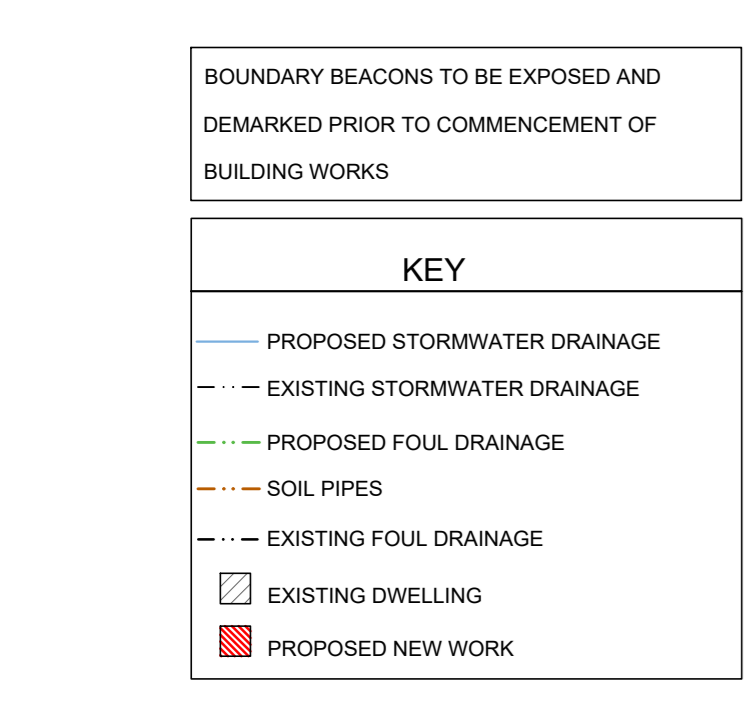 BOUNDARY BEACONS TO BE EXPOSED AND
DEMARKED PRIOR TO COMMENCEMENT OF
BUILDING WORKS
KEY
PROPOSED STORMWATER DRAINAGE
EXISTING STORMWATER DRAINAGE
PROPOSED FOUL DRAINAGE
SOIL PIPES
EXISTING FOUL DRAINAGE
EXISTING DWELLING
PROPOSED NEW WORK